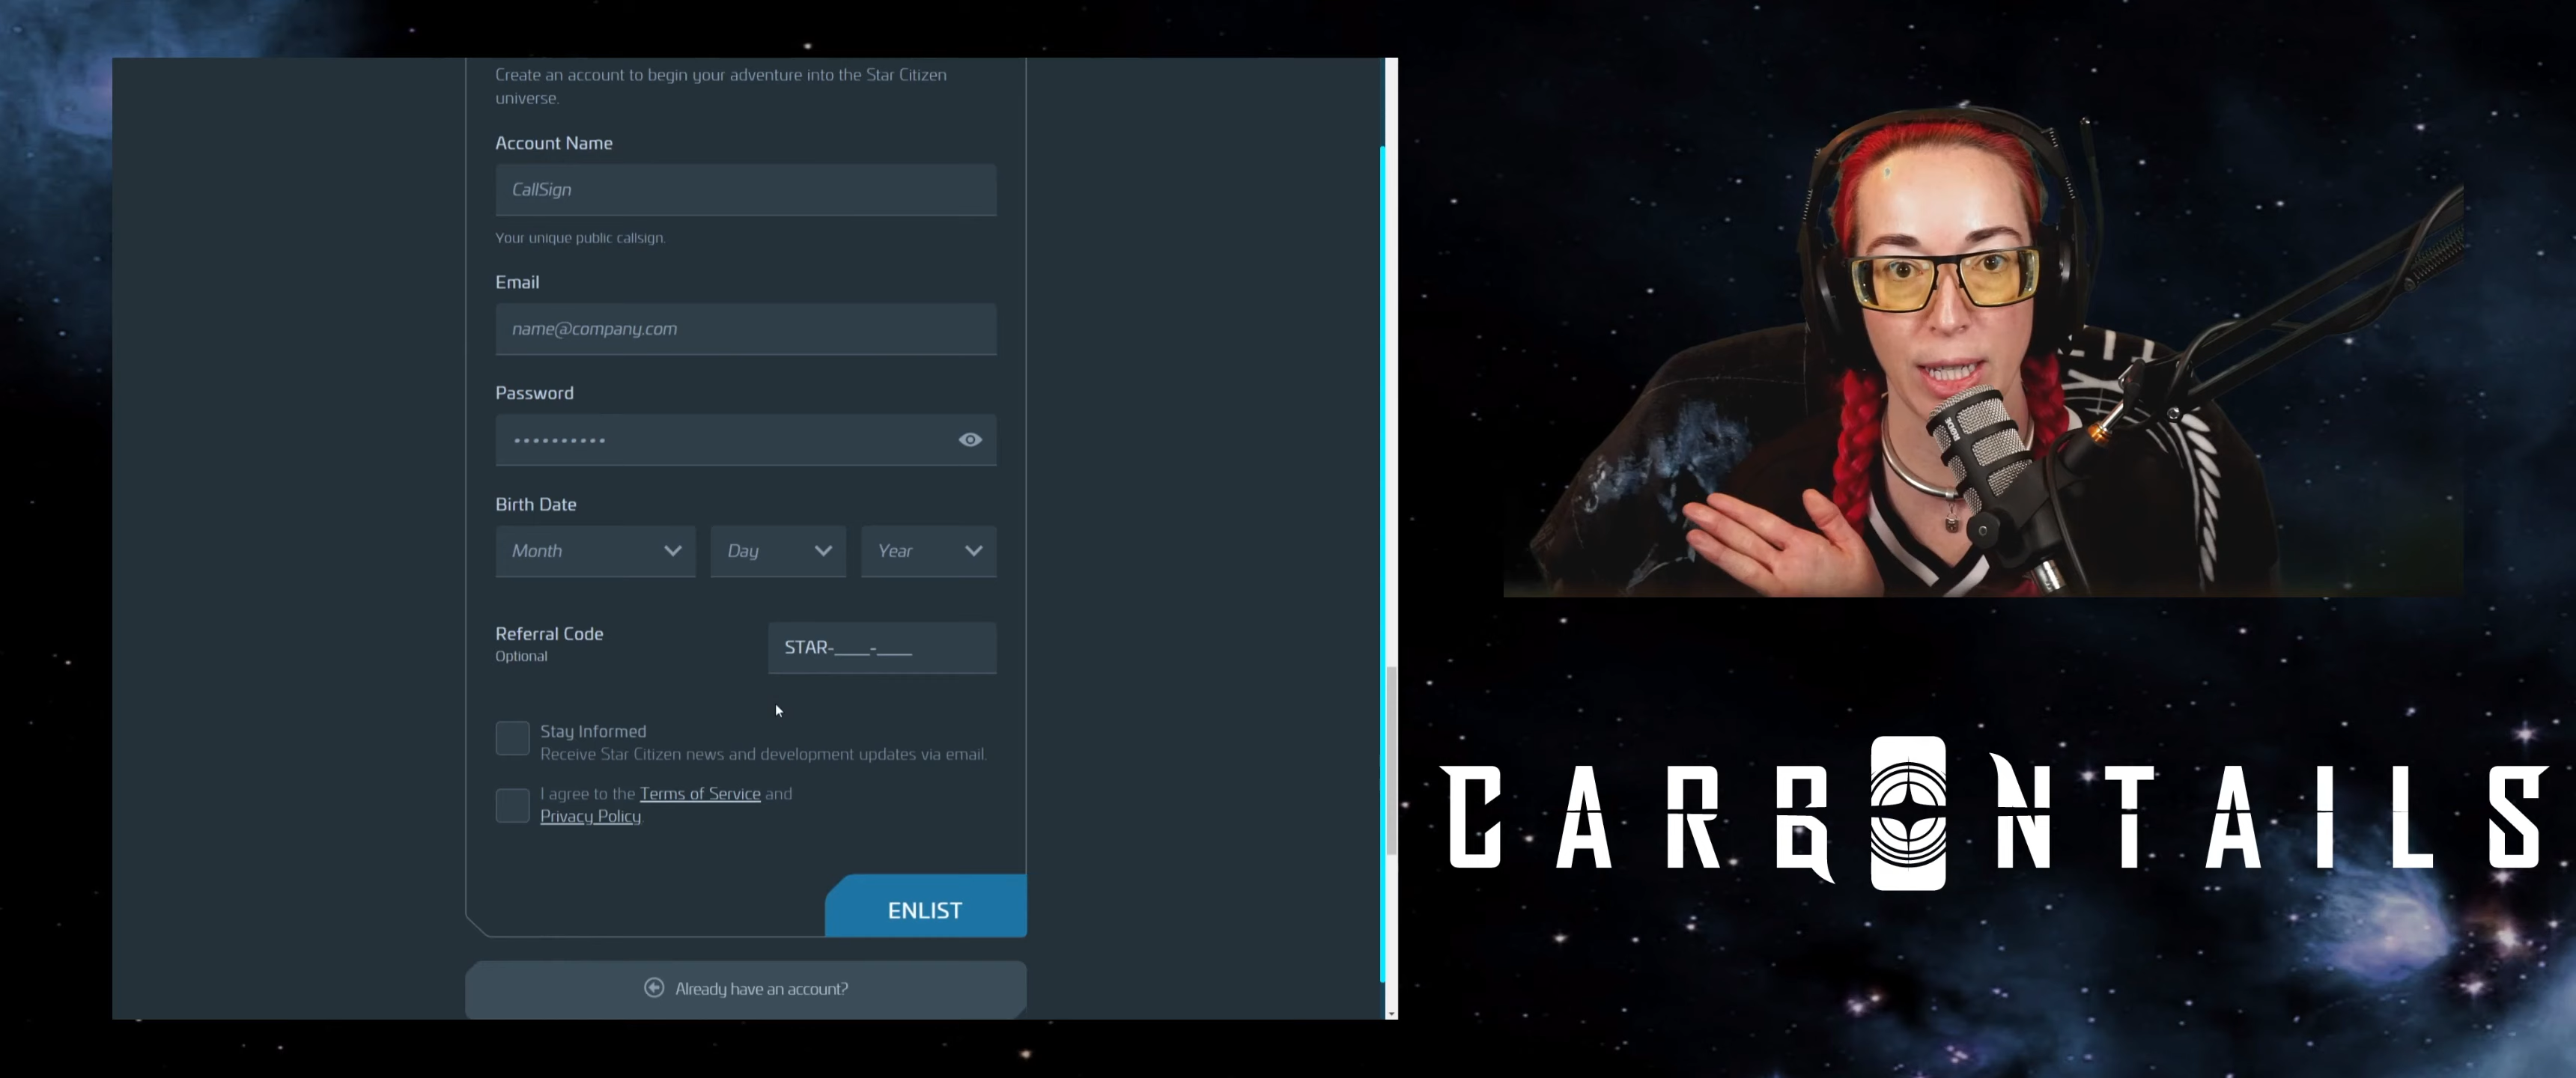 Create an account to begin your adventure into the Star Citizen
universe.
Account Name
CallSign
Your unique public callsign.
Email
name@company.com
Password
••••••••••
Birth Date
Month Day Year
Referral Code
Optional
STAR-____-____
Stay Informed
Receive Star Citizen news and development updates via email.
I agree to the Terms of Service and
Privacy Policy.
ENLIST
Already have an account?
RØDE
CARBONTAILS